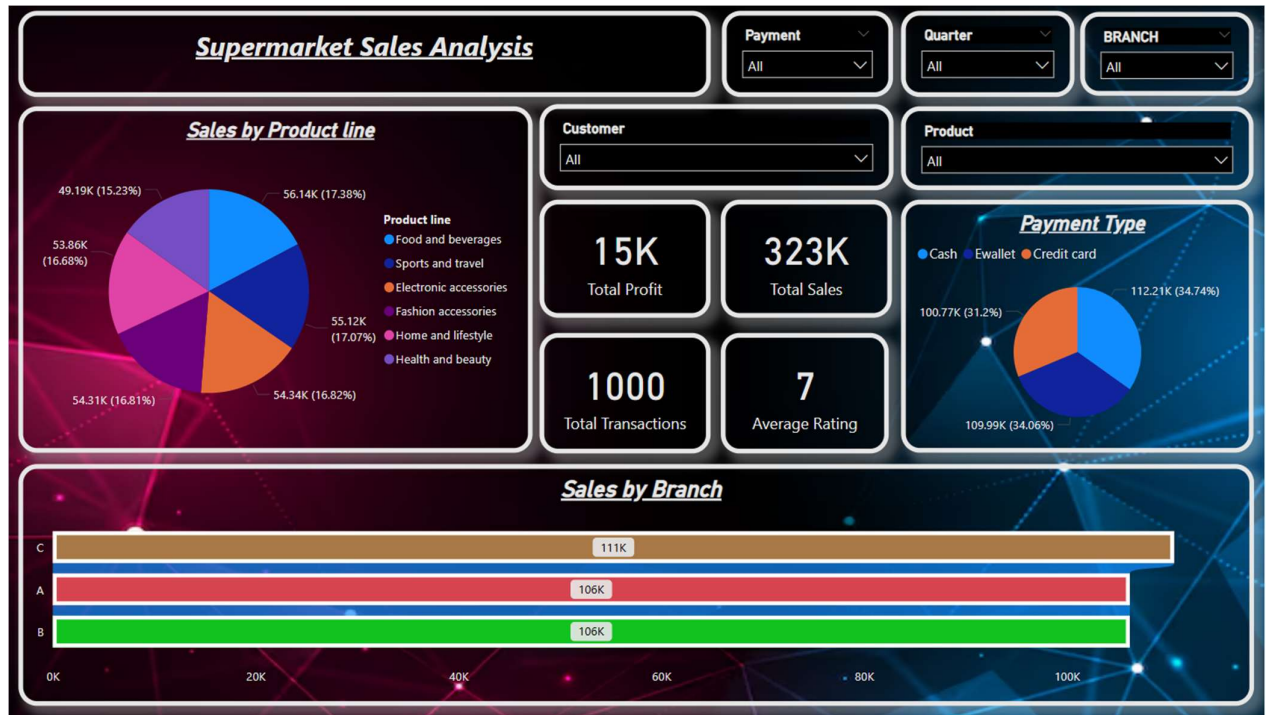 Supermarket Sales Analysis
Payment
All
Quarter
All
BRANCH
All
Sales by Product line
49.19K (15.23%)
56.14K (17.38%)
53.86K
(16.68%)
55.12K
(17.07%)
54.31K (16.81%)
54.34K (16.82%)
Product line
Food and beverages
Sports and travel
Electronic accessories
Fashion accessories
Home and lifestyle
Health and beauty
Customer
All
Product
All
15K
Total Profit
323K
Total Sales
1000
Total Transactions
7
Average Rating
Payment Type
Cash Ewallet Credit card
112.21K (34.74%)
100.77K (31.2%)
109.99K (34.06%)
Sales by Branch
C 111K
A 106K
B 106K
0K 20K 40K 60K 80K 100K